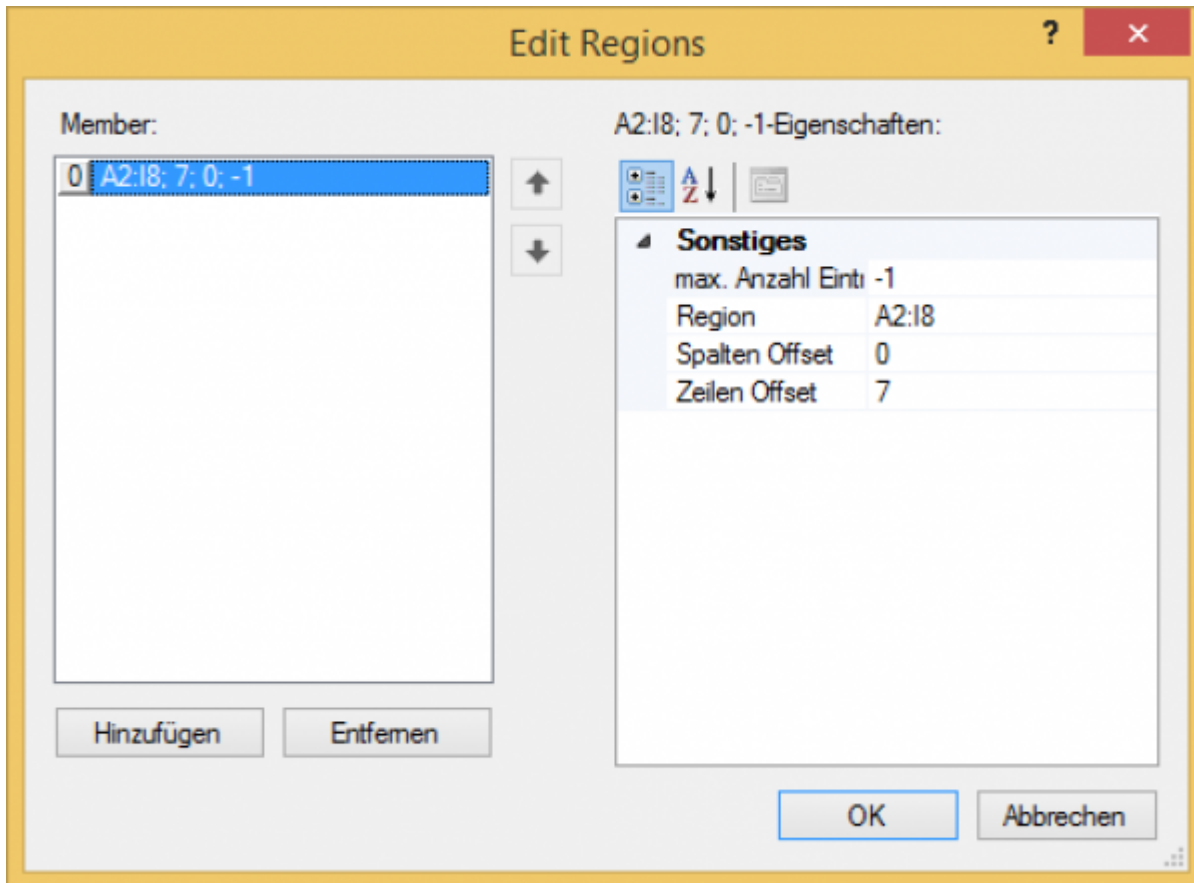 Edit Regions
?
Member:
0 A2:I8; 7; 0; -1
Hinzufügen
Entfernen
A2:I8; 7; 0; -1-Eigenschaften:
A
Z
Sonstiges
max. Anzahl Eintr -1
Region A2:I8
Spalten Offset 0
Zeilen Offset 7
OK
Abbrechen